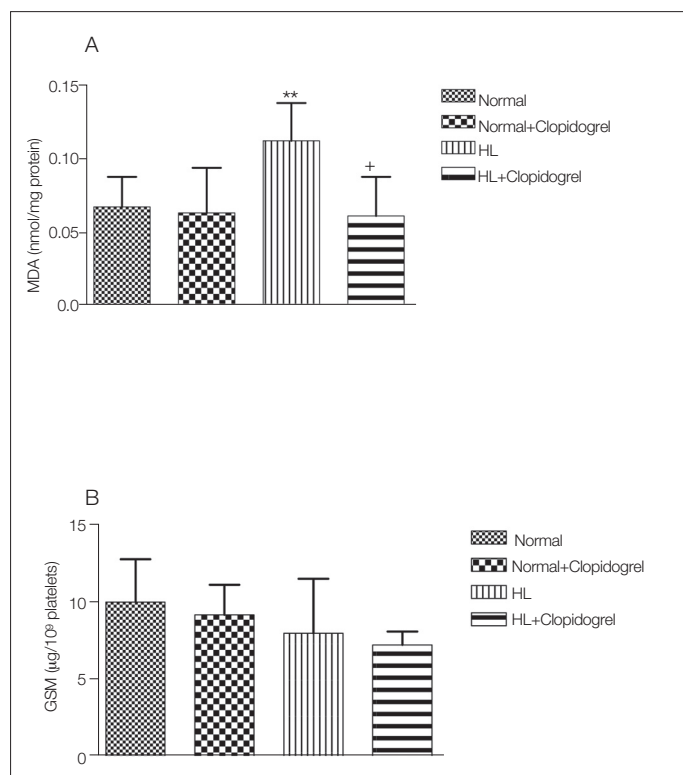 A
MDA (nmol/mg protein)
0.15
0.10
0.05
0.0
**
+
Normal
Normal+Clopidogrel
HL
HL+Clopidogrel
B
GSM (µg/10⁹ platelets)
15
10
5
0
Normal
Normal+Clopidogrel
HL
HL+Clopidogrel